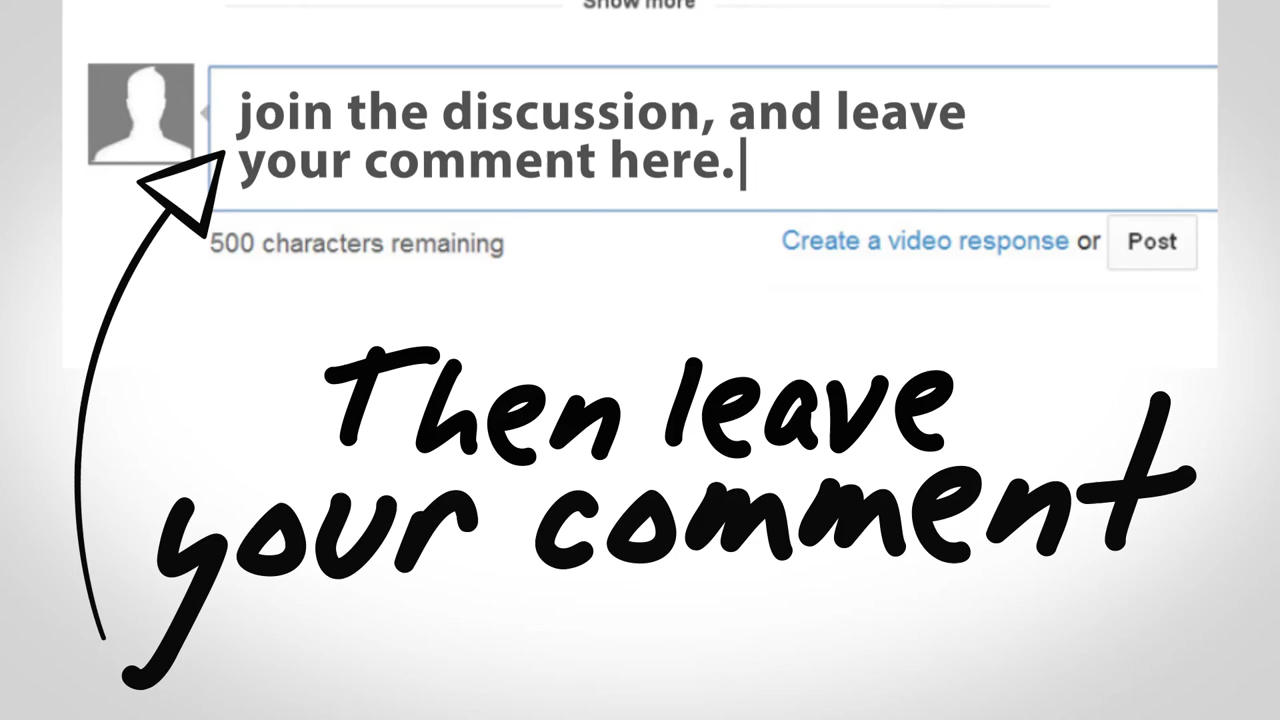 Show more
join the discussion, and leave
your comment here.
500 characters remaining
Create a video response or Post
Then leave
your comment